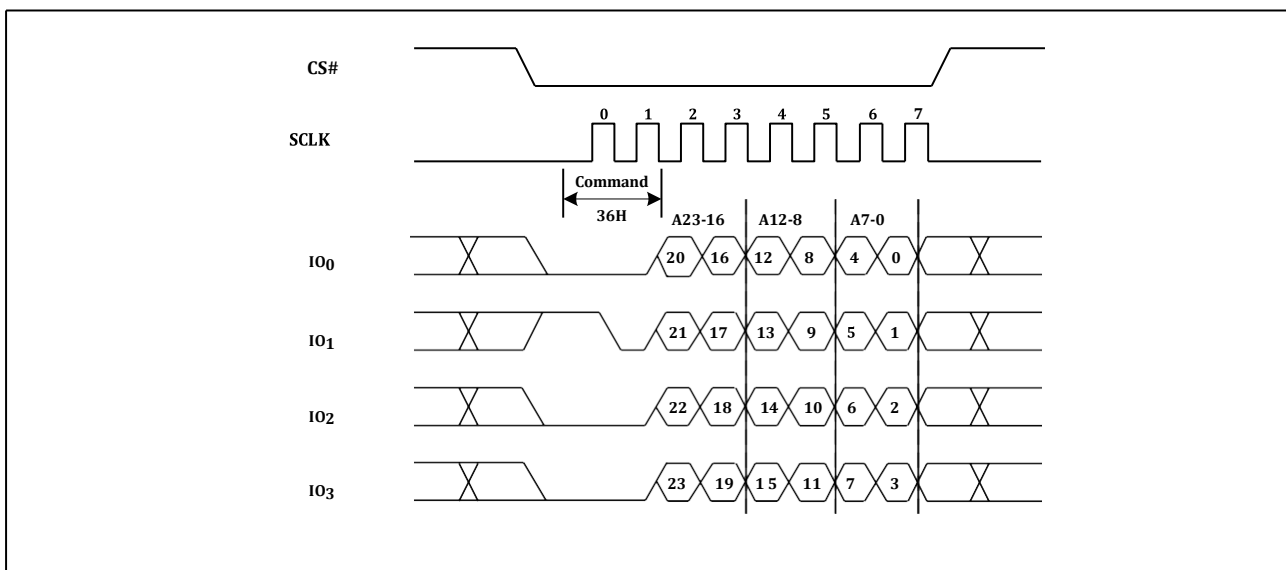 CS#
0 1 2 3 4 5 6 7
SCLK
Command
36H
A23-16 A12-8 A7-0
IO0 20 16 12 8 4 0
IO1 21 17 13 9 5 1
IO2 22 18 14 10 6 2
IO3 23 19 15 11 7 3